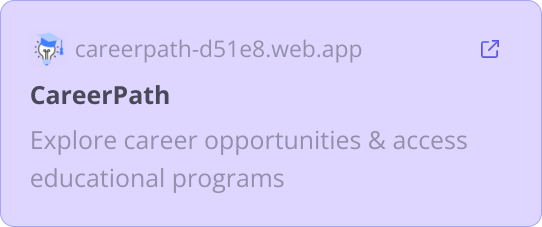 careerpath-d51e8.web.app
CareerPath
Explore career opportunities & access
educational programs